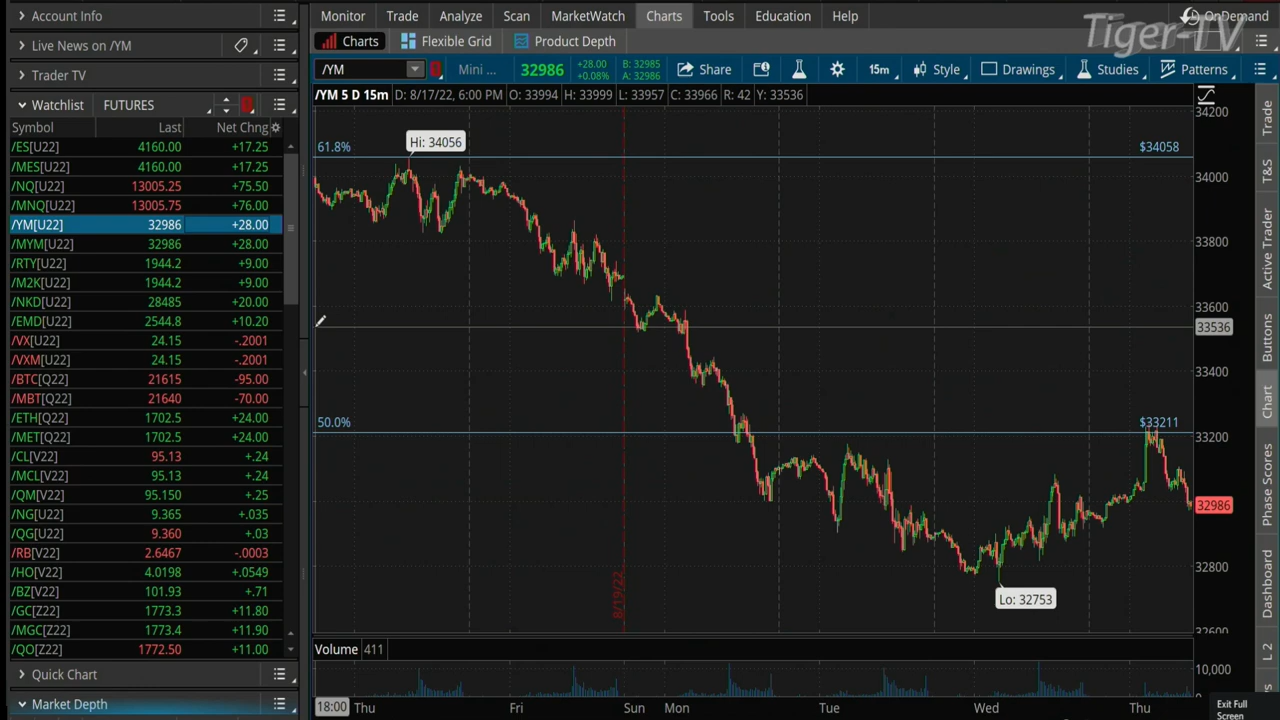 Account Info
Monitor Trade Analyze Scan MarketWatch Charts Tools Education Help OnDemand
Tiger-TV
Live News on /YM
Charts Flexible Grid Product Depth
Trader TV
/YM Mini ... 32986 +28.00 +0.08% B: 32985 A: 32986 Share 15m Style Drawings Studies Patterns
Watchlist FUTURES
/YM 5 D 15m D: 8/17/22, 6:00 PM O: 33994 H: 33999 L: 33957 C: 33966 R: 42 Y: 33536
Symbol Last Net Chng
/ES[U22] 4160.00 +17.25
/MES[U22] 4160.00 +17.25
/NQ[U22] 13005.25 +75.50
/MNQ[U22] 13005.75 +76.00
/YM[U22] 32986 +28.00
/MYM[U22] 32986 +28.00
/RTY[U22] 1944.2 +9.00
/M2K[U22] 1944.2 +9.00
/NKD[U22] 28485 +20.00
/EMD[U22] 2544.8 +10.20
/VX[U22] 24.15 -.2001
/VXM[U22] 24.15 -.2001
/BTC[Q22] 21615 -95.00
/MBT[Q22] 21640 -70.00
/ETH[Q22] 1702.5 +24.00
/MET[Q22] 1702.5 +24.00
/CL[V22] 95.13 +.24
/MCL[V22] 95.13 +.24
/QM[V22] 95.150 +.25
/NG[V22] 9.365 +.035
/QG[V22] 9.360 +.03
/RB[V22] 2.6467 -.0003
/HO[V22] 4.0198 +.0549
/BZ[V22] 101.93 +.71
/GC[Z22] 1773.3 +11.80
/MGC[Z22] 1773.4 +11.90
/QO[Z22] 1772.50 +11.00
Quick Chart
Market Depth
Hi: 34056
61.8% $34058
50.0% $33211
Lo: 32753
8/19/22
34200
34000
33800
33600
33536
33400
33200
32986
32800
32600
Volume 411
10,000
18:00 Thu Fri Sun Mon Tue Wed Thu
Trade
T&S
Active Trader
Buttons
Chart
Phase Scores
Dashboard
L 2
Exit Full
Screen